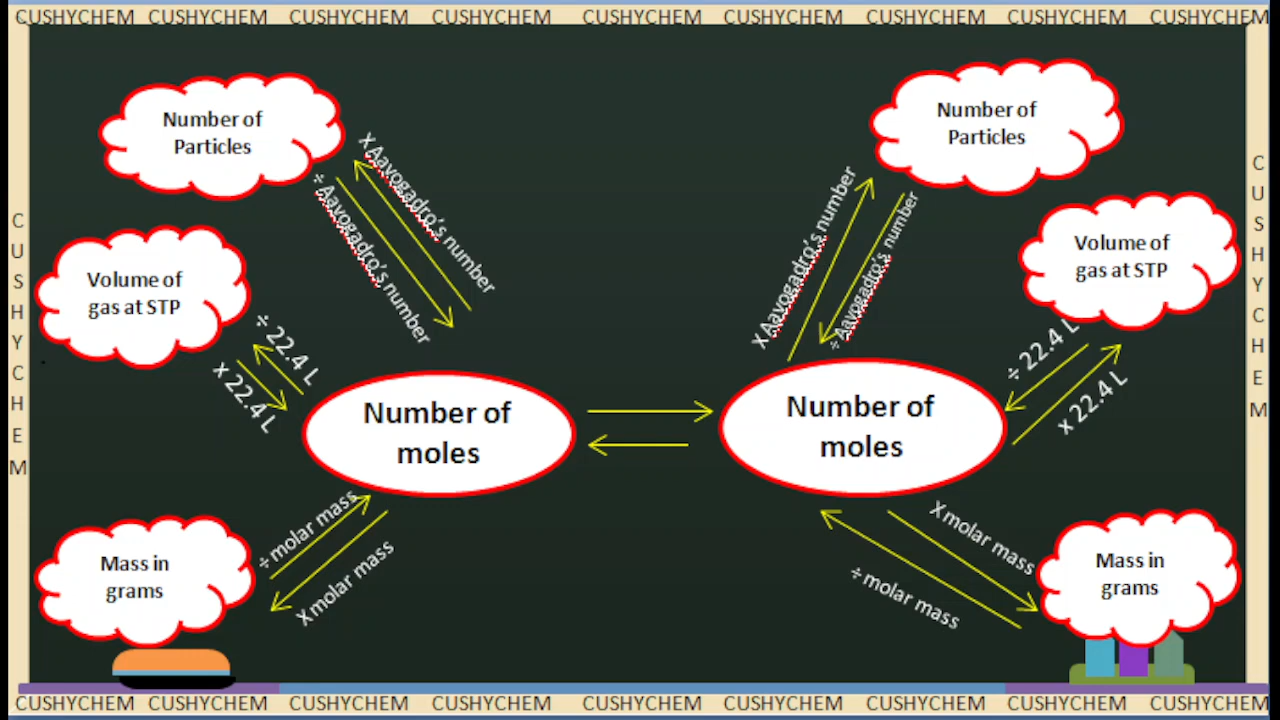 CUSHYCHEM CUSHYCHEM CUSHYCHEM CUSHYCHEM CUSHYCHEM CUSHYCHEM CUSHYCHEM CUSHYCHEM CUSHYCHEM
Number of
Particles
X Aavogadro's number
÷ Aavogadro's number
Volume of
gas at STP
÷ 22.4 L
x 22.4 L
Number of
moles
÷ molar mass
X molar mass
Mass in
grams
Number of
Particles
X Aavogadro's number
÷ Aavogadro's number
Volume of
gas at STP
÷ 22.4 L
x 22.4 L
Number of
moles
X molar mass
÷ molar mass
Mass in
grams
CUSHYCHEM
CUSHYCHEM
CUSHYCHEM CUSHYCHEM CUSHYCHEM CUSHYCHEM CUSHYCHEM CUSHYCHEM CUSHYCHEM CUSHYCHEM CUSHYCHEM